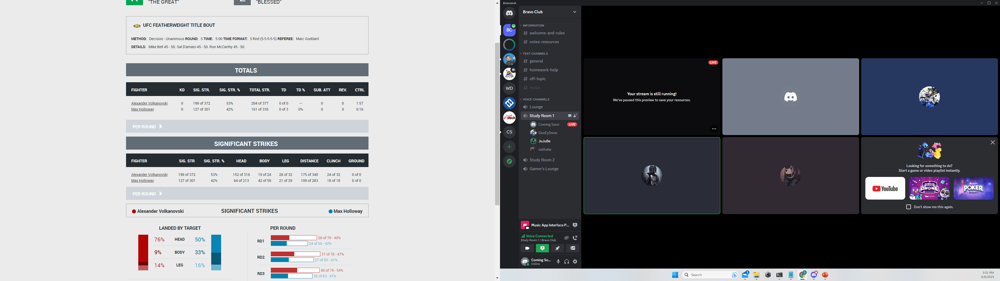 "THE GREAT"
"BLESSED"
UFC FEATHERWEIGHT TITLE BOUT
METHOD: Decision - Unanimous ROUND: 5 TIME: 5:00 TIME FORMAT: 5 Rnd (5-5-5-5-5) REFEREE: Marc Goddard
DETAILS: Mike Bell 45 - 50. Sal D'amato 45 - 50. Ron McCarthy 45 - 50.
TOTALS
FIGHTER KD SIG. STR. SIG. STR. % TOTAL STR. TD TD % SUB. ATT REV. CTRL
Alexander Volkanovski 0 199 of 372 53% 204 of 377 0 of 0 --- 0 0 1:57
Max Holloway 0 127 of 301 42% 161 of 335 0 of 3 0% 0 0 0:16
PER ROUND
SIGNIFICANT STRIKES
FIGHTER SIG. STR SIG. STR. % HEAD BODY LEG DISTANCE CLINCH GROUND
Alexander Volkanovski 199 of 372 53% 152 of 316 19 of 24 28 of 32 175 of 340 24 of 32 0 of 0
Max Holloway 127 of 301 42% 64 of 213 42 of 59 21 of 29 109 of 283 18 of 18 0 of 0
PER ROUND
Alexander Volkanovski SIGNIFICANT STRIKES Max Holloway
LANDED BY TARGET
76% HEAD 50%
9% BODY 33%
14% LEG 16%
PER ROUND
RD1
28 of 70 - 40%
24 of 56 - 42%
RD2
37 of 78 - 47%
27 of 65 - 41%
RD3
40 of 74 - 54%
26 of 63 - 41%
Discord
BC
WD
slack
CS
Bravo Club
INFORMATION
# welcome-and-rules
# notes-resources
TEXT CHANNELS
# general
# homework-help
# off-topic
# music
VOICE CHANNELS
Lounge
Study Room 1
Coming Soon LIVE
GooEySnow
JuJuBe
nathalie
Study Room 2
Gamer's Lounge
M Music App Interface P...
Voice Connected
Study Room 1 / Bravo Club
Coming So...
Online
LIVE
Your stream is still running!
We've paused this preview to save your resources.
Looking for something to do?
Start a game or video playlist instantly.
YouTube
PHONE
POKER
NIGHT
Don't show me this again.
Search
3
3:51 PM
6/8/2023